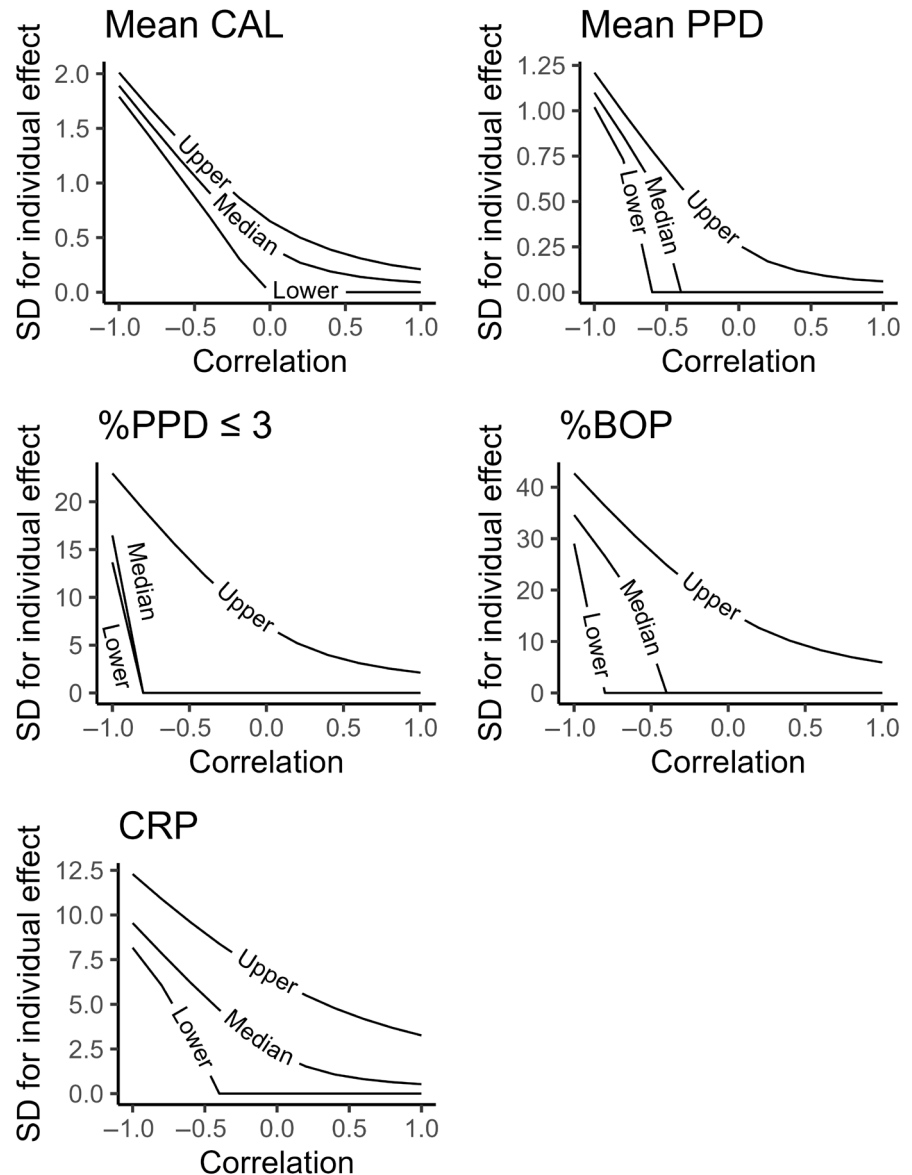 Mean CAL
SD for individual effect
2.0
1.5
1.0
0.5
0.0
Upper
Median
Lower
–1.0 –0.5 0.0 0.5 1.0
Correlation
Mean PPD
SD for individual effect
1.25
1.00
0.75
0.50
0.25
0.00
Lower
Median
Upper
–1.0 –0.5 0.0 0.5 1.0
Correlation
%PPD ≤ 3
SD for individual effect
20
15
10
5
0
Median
Lower
Upper
–1.0 –0.5 0.0 0.5 1.0
Correlation
%BOP
SD for individual effect
40
30
20
10
0
Lower
Median
Upper
–1.0 –0.5 0.0 0.5 1.0
Correlation
CRP
SD for individual effect
12.5
10.0
7.5
5.0
2.5
0.0
Upper
Median
Lower
–1.0 –0.5 0.0 0.5 1.0
Correlation